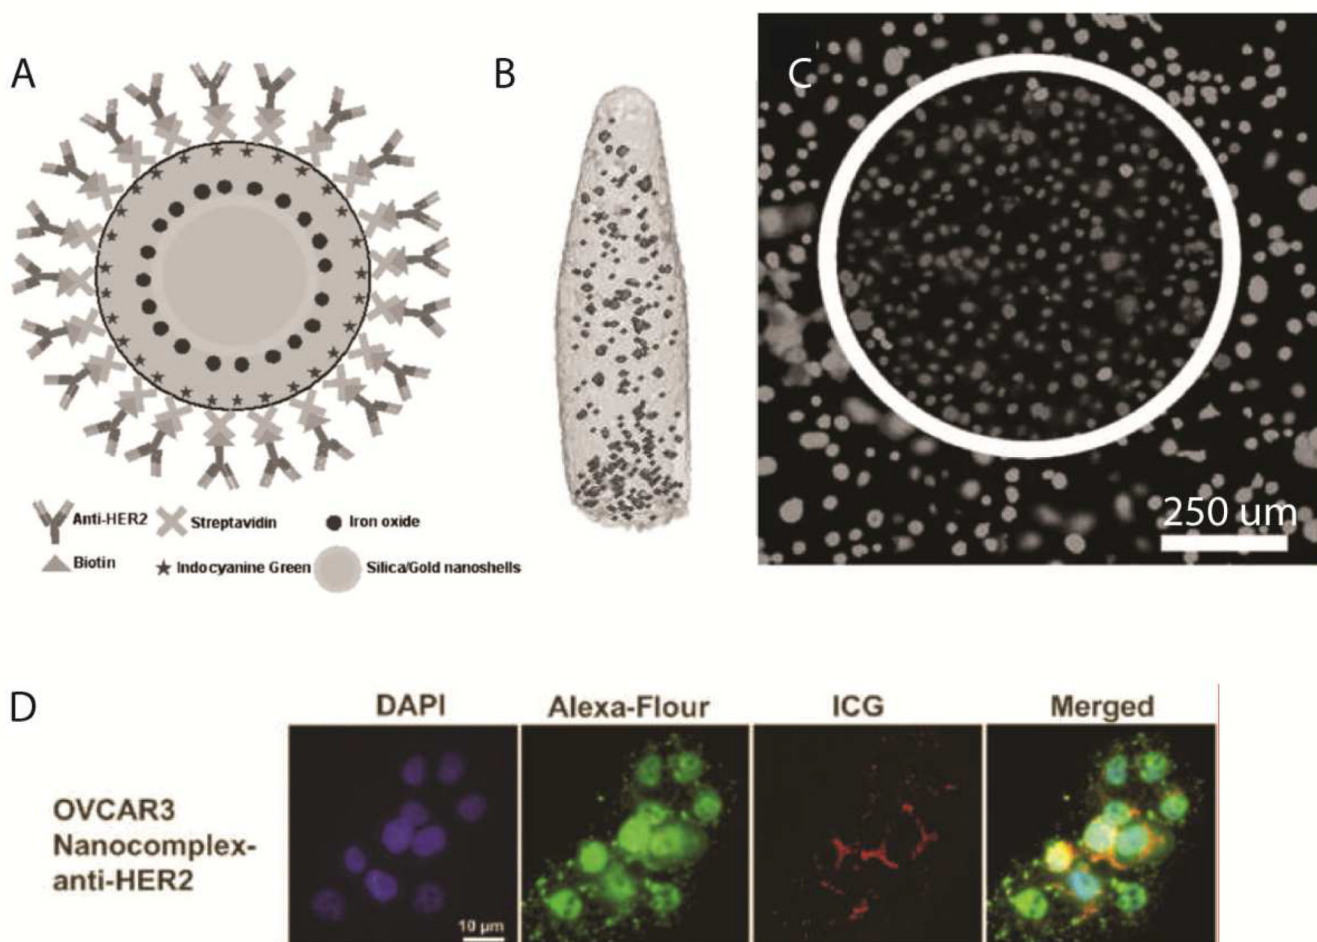 A
B
C
Anti-HER2
Streptavidin
Iron oxide
Biotin
Indocyanine Green
Silica/Gold nanoshells
250 um
D
DAPI
Alexa-Flour
ICG
Merged
OVCAR3
Nanocomplex-
anti-HER2
10 µm